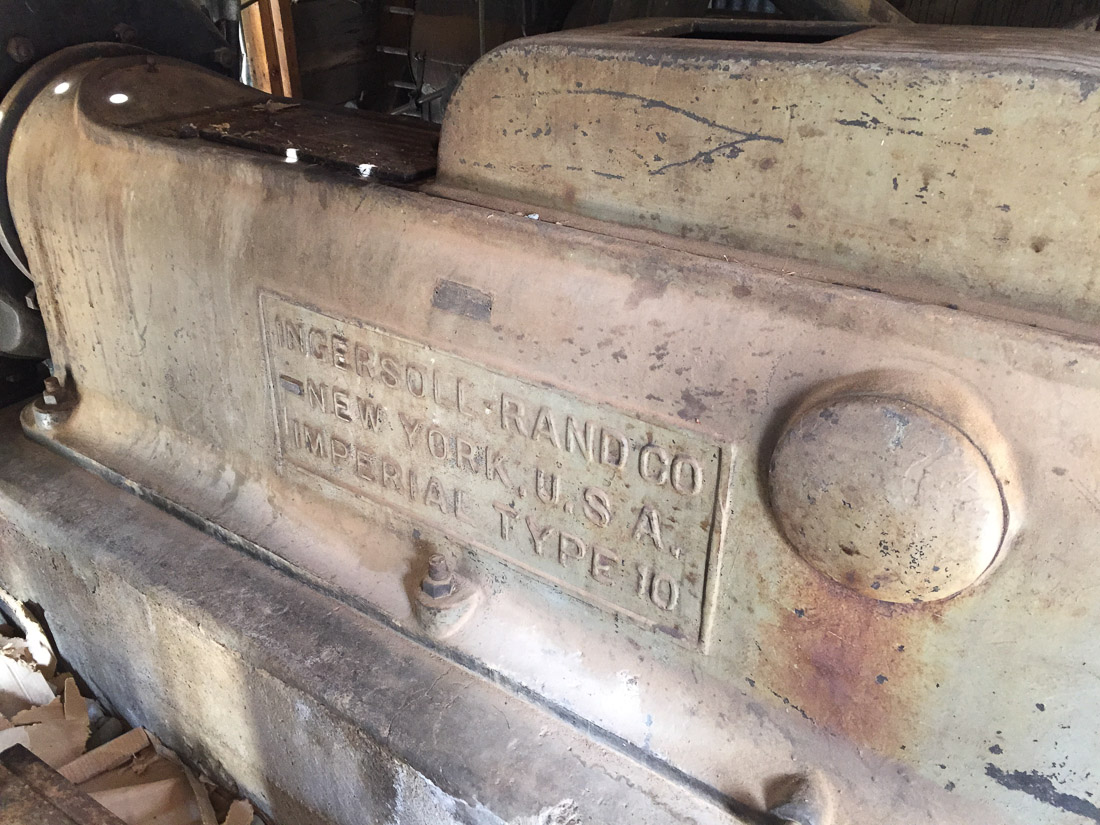 INGERSOLL-RAND CO
NEW YORK, U.S.A.
IMPERIAL TYPE 10